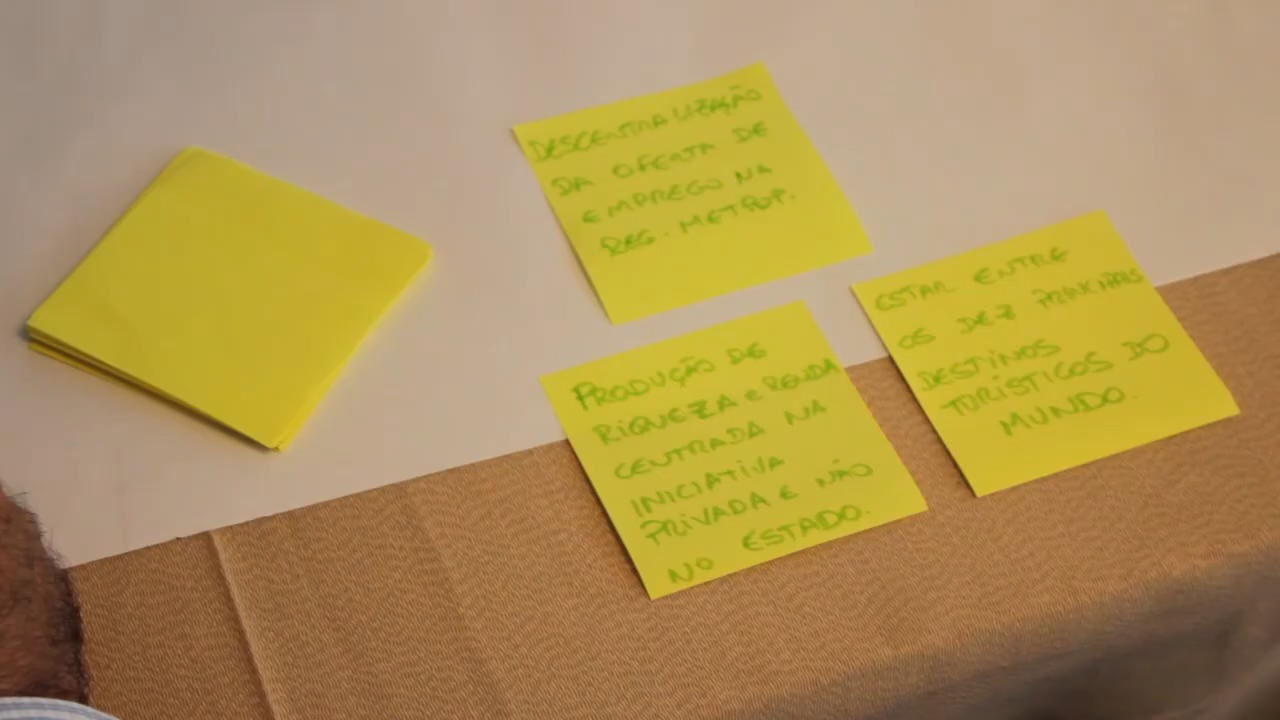 DESCENTRALIZAÇÃO
DA OFERTA DE
EMPREGO NA
REG. METROP.
PRODUÇÃO DE
RIQUEZA E RENDA
CENTRADA NA
INICIATIVA
PRIVADA E NÃO
NO ESTADO.
ESTAR ENTRE
OS DEZ PRINCIPAIS
DESTINOS
TURÍSTICOS DO
MUNDO.